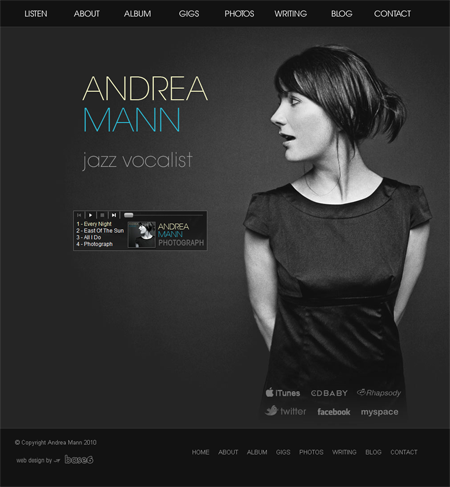 LISTEN ABOUT ALBUM GIGS PHOTOS WRITING BLOG CONTACT
ANDREA
MANN
jazz vocalist
1 - Every Night
2 - East Of The Sun
3 - All I Do
4 - Photograph
ANDREA
MANN
PHOTOGRAPH
iTunes CD BABY Rhapsody
twitter facebook myspace
© Copyright Andrea Mann 2010
web design by base6
HOME ABOUT ALBUM GIGS PHOTOS WRITING BLOG CONTACT